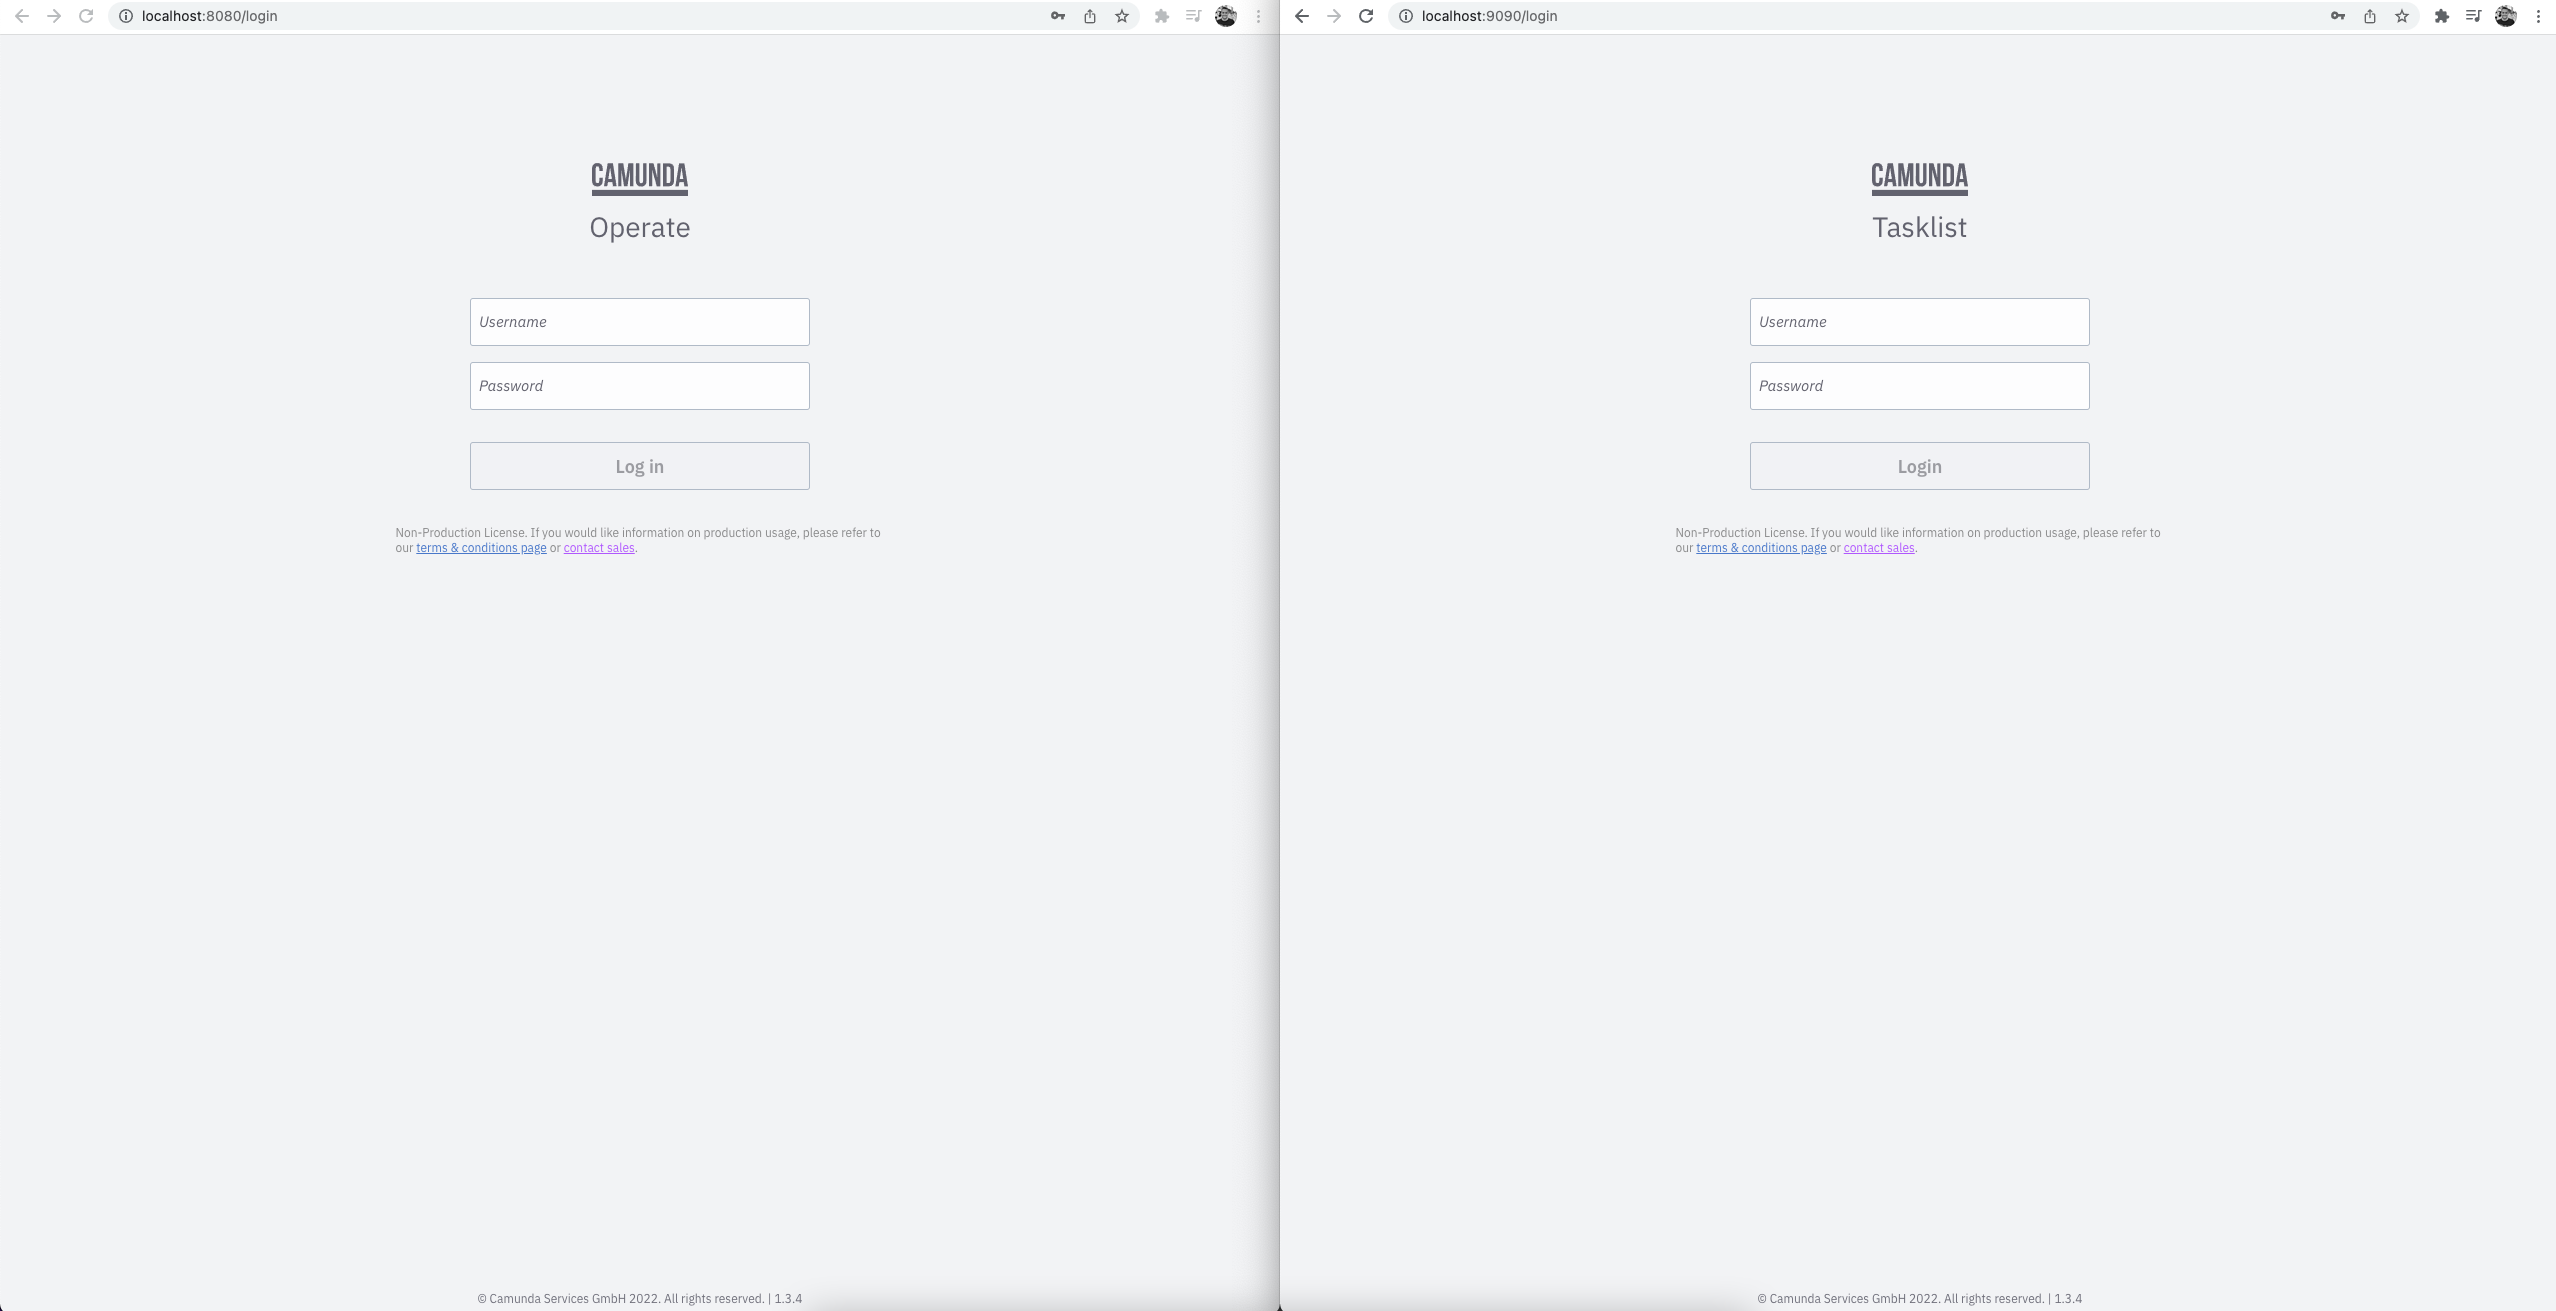 localhost:8080/login
CAMUNDA
Operate
Username
Password
Log in
Non-Production License. If you would like information on production usage, please refer to
our terms & conditions page or contact sales.
© Camunda Services GmbH 2022. All rights reserved. | 1.3.4
localhost:9090/login
CAMUNDA
Tasklist
Username
Password
Login
Non-Production License. If you would like information on production usage, please refer to
our terms & conditions page or contact sales.
© Camunda Services GmbH 2022. All rights reserved. | 1.3.4